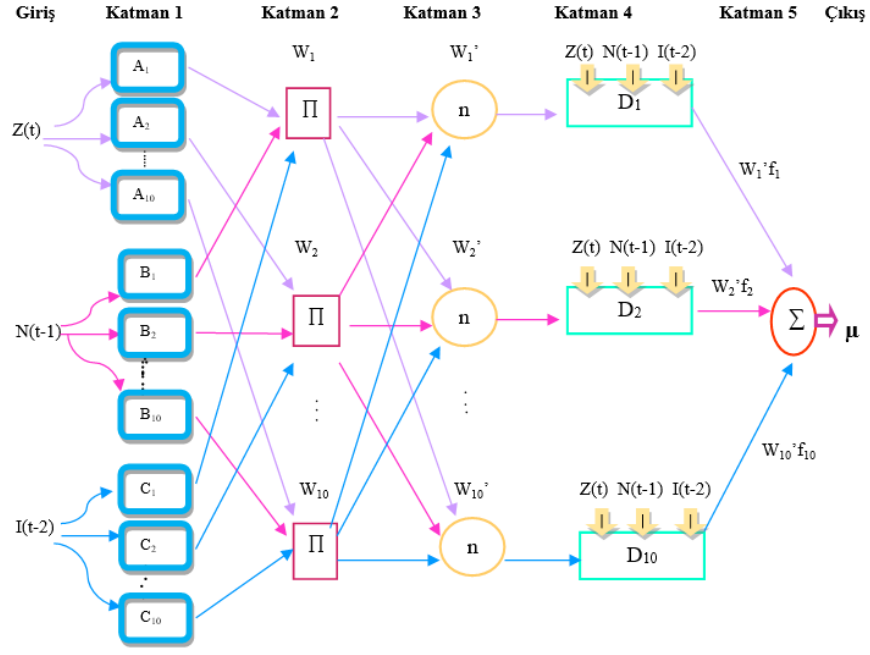 Giriş Katman 1 Katman 2 Katman 3 Katman 4 Katman 5 Çıkış
W₁ W₁'
Z(t) N(t-1) I(t-2)
A₁
Π
n
D₁
A₂
Z(t)
A₁₀
W₁'f₁
W₂ W₂'
Z(t) N(t-1) I(t-2)
B₁
W₂'f₂
N(t-1)
B₂
Π
n
D₂
Σ
μ
B₁₀
W₁₀ W₁₀'
W₁₀'f₁₀
Z(t) N(t-1) I(t-2)
C₁
I(t-2)
C₂
Π
n
D₁₀
C₁₀